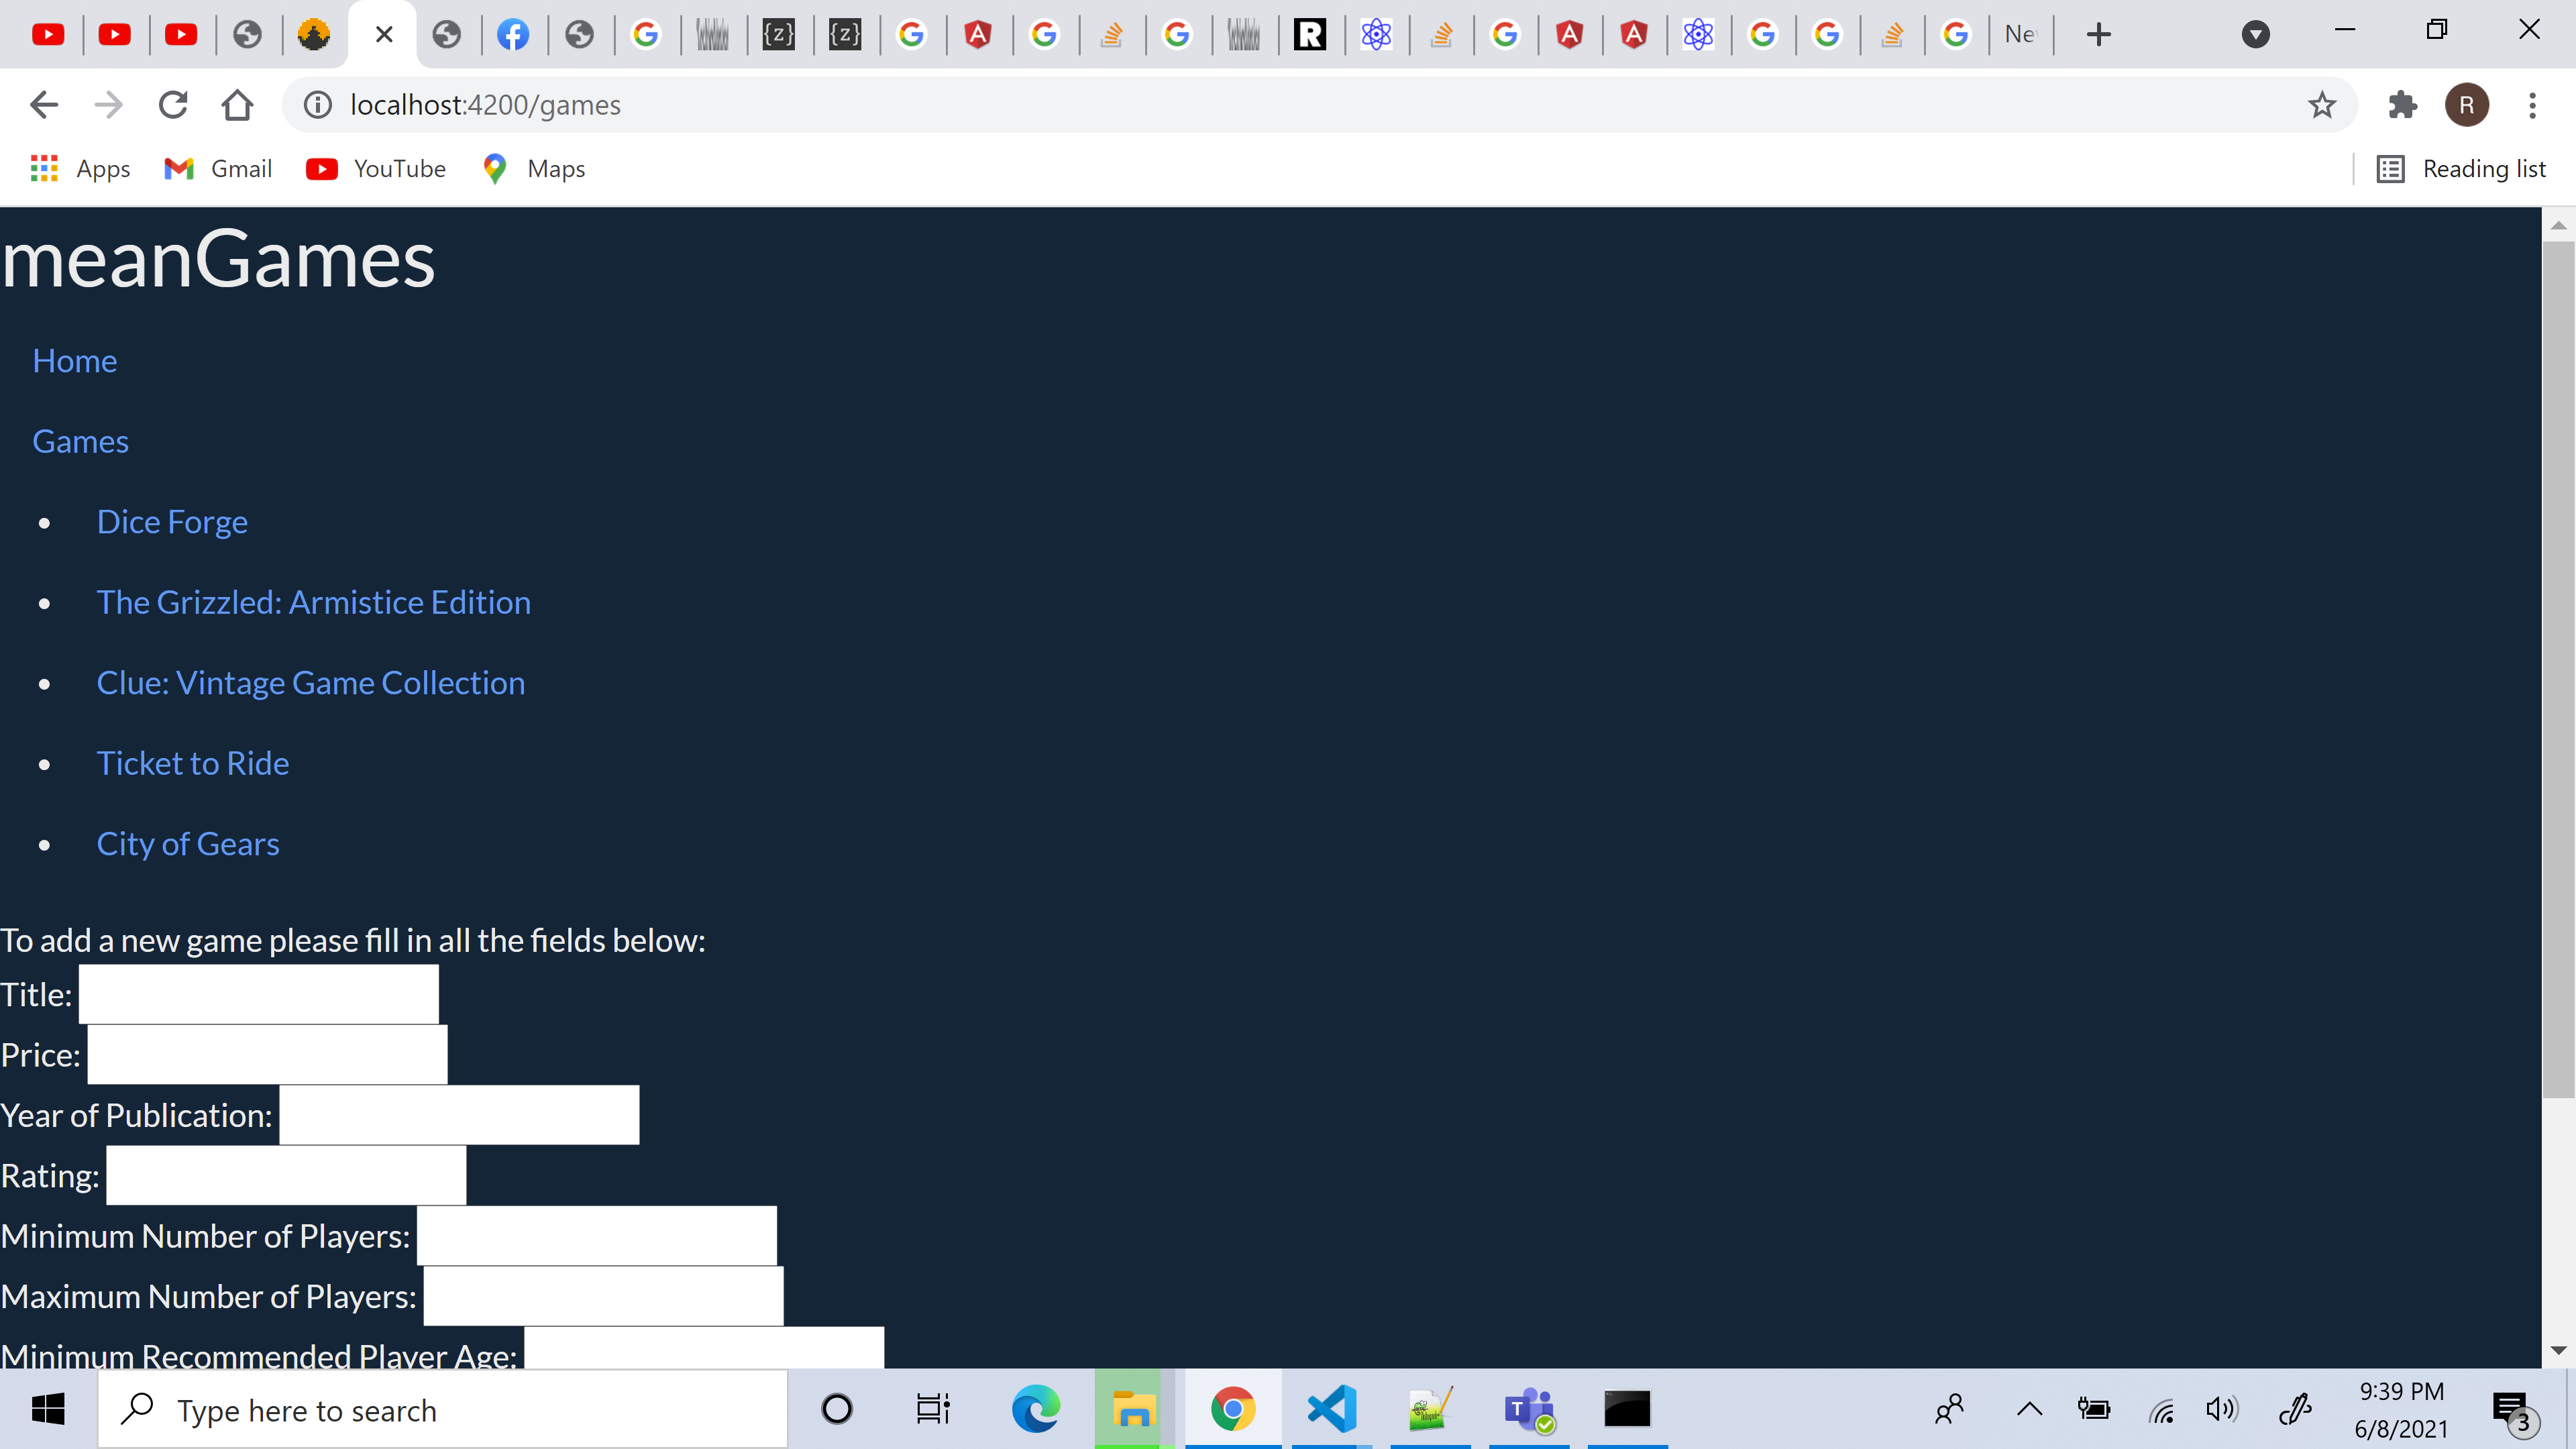 Ne
localhost:4200/games
R
Apps
Gmail
YouTube
Maps
Reading list
meanGames
Home
Games
• Dice Forge
• The Grizzled: Armistice Edition
• Clue: Vintage Game Collection
• Ticket to Ride
• City of Gears
To add a new game please fill in all the fields below:
Title:
Price:
Year of Publication:
Rating:
Minimum Number of Players:
Maximum Number of Players:
Minimum Recommended Player Age:
Type here to search
9:39 PM
6/8/2021
3